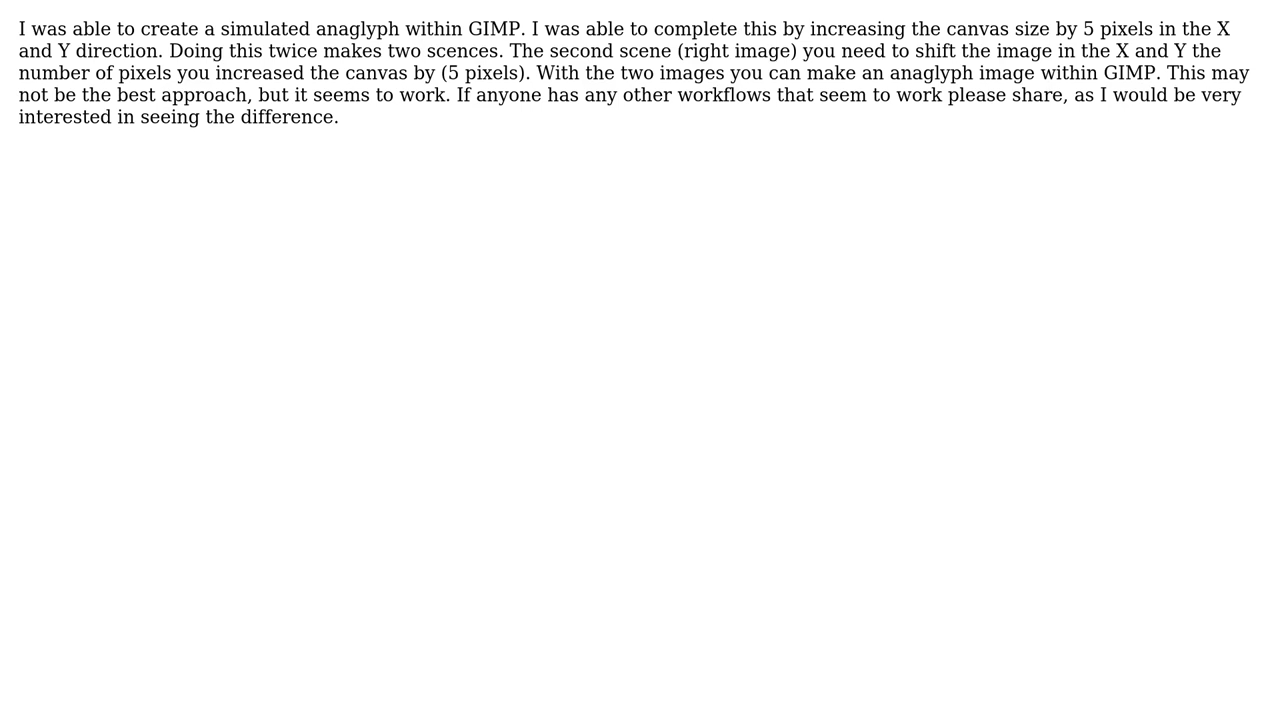 I was able to create a simulated anaglyph within GIMP. I was able to complete this by increasing the canvas size by 5 pixels in the X
and Y direction. Doing this twice makes two scences. The second scene (right image) you need to shift the image in the X and Y the
number of pixels you increased the canvas by (5 pixels). With the two images you can make an anaglyph image within GIMP. This may
not be the best approach, but it seems to work. If anyone has any other workflows that seem to work please share, as I would be very
interested in seeing the difference.